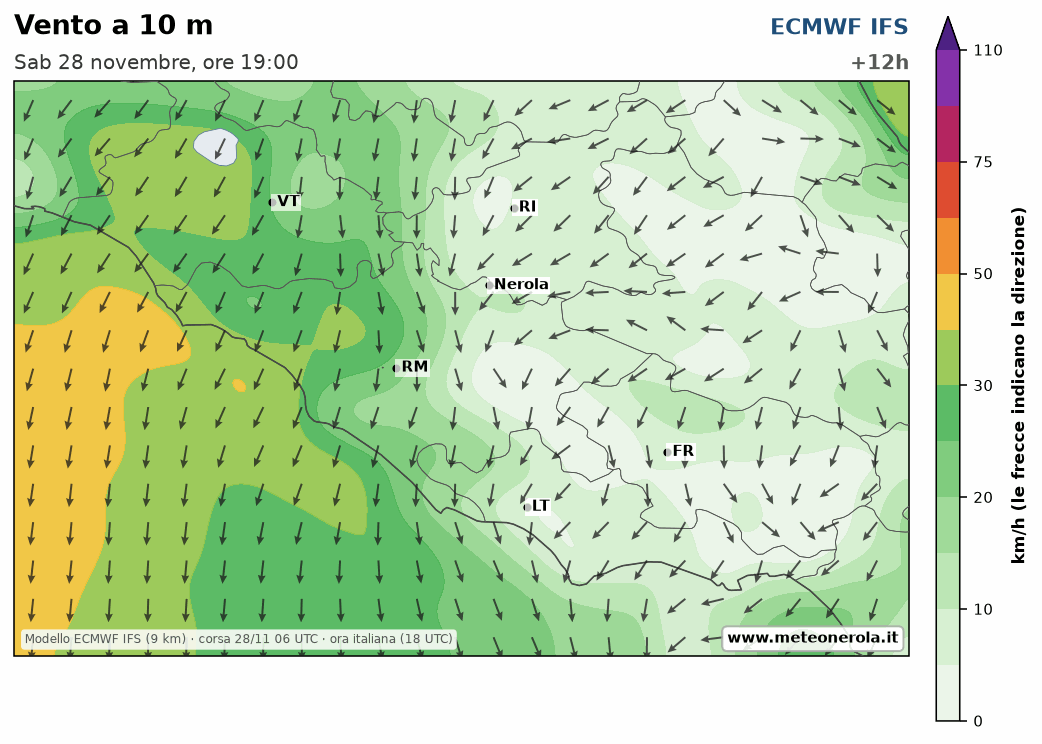 Vento a 10 m
ECMWF IFS
Sab 28 novembre, ore 19:00
+12h
VT
RI
Nerola
RM
FR
LT
Modello ECMWF IFS (9 km) · corsa 28/11 06 UTC · ora italiana (18 UTC)
www.meteonerola.it
110
75
50
30
20
10
0
km/h (le frecce indicano la direzione)